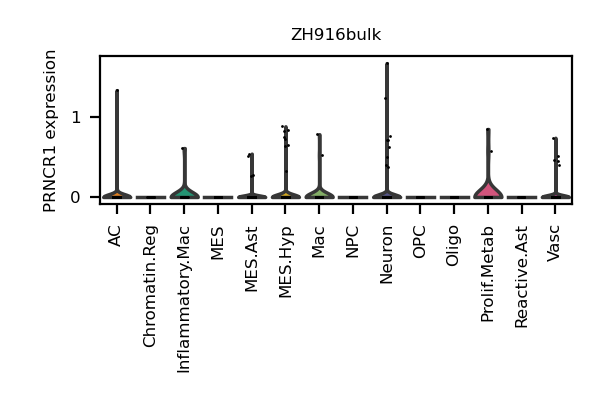 ZH916bulk
PRNCR1 expression
1
0
AC
Chromatin.Reg
Inflammatory.Mac
MES
MES.Ast
MES.Hyp
Mac
NPC
Neuron
OPC
Oligo
Prolif.Metab
Reactive.Ast
Vasc